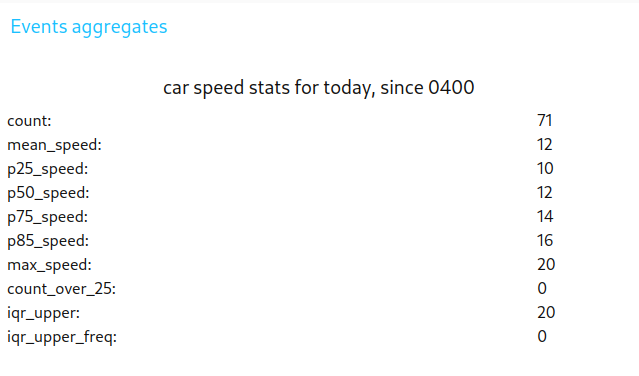 Events aggregates
car speed stats for today, since 0400
count: 71
mean_speed: 12
p25_speed: 10
p50_speed: 12
p75_speed: 14
p85_speed: 16
max_speed: 20
count_over_25: 0
iqr_upper: 20
iqr_upper_freq: 0